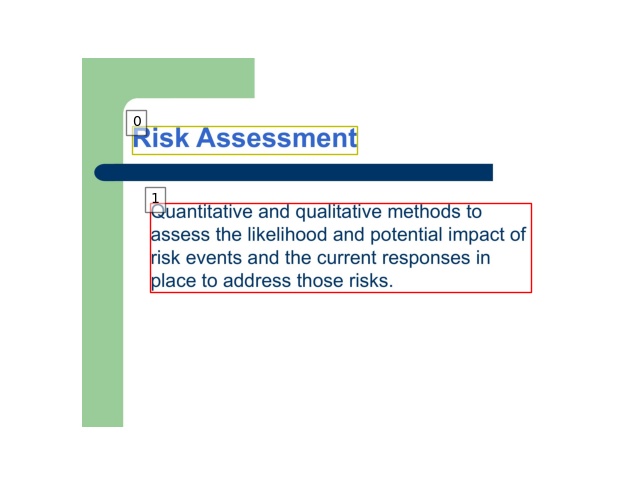 0
Risk Assessment
1
Quantitative and qualitative methods to
assess the likelihood and potential impact of
risk events and the current responses in
place to address those risks.